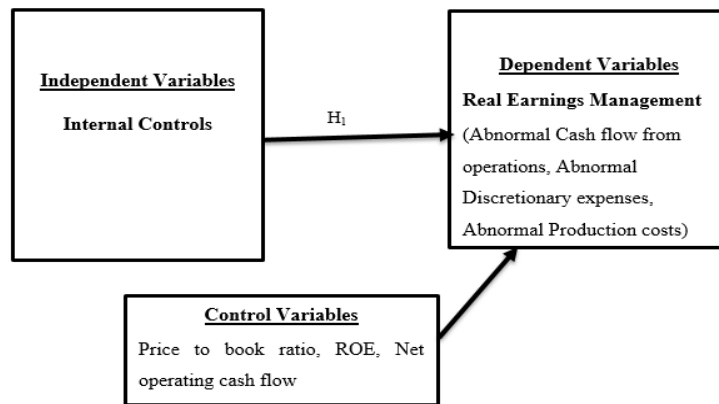 Independent Variables
Internal Controls
H1
Dependent Variables
Real Earnings Management
(Abnormal Cash flow from
operations, Abnormal
Discretionary expenses,
Abnormal Production costs)
Control Variables
Price to book ratio, ROE, Net
operating cash flow